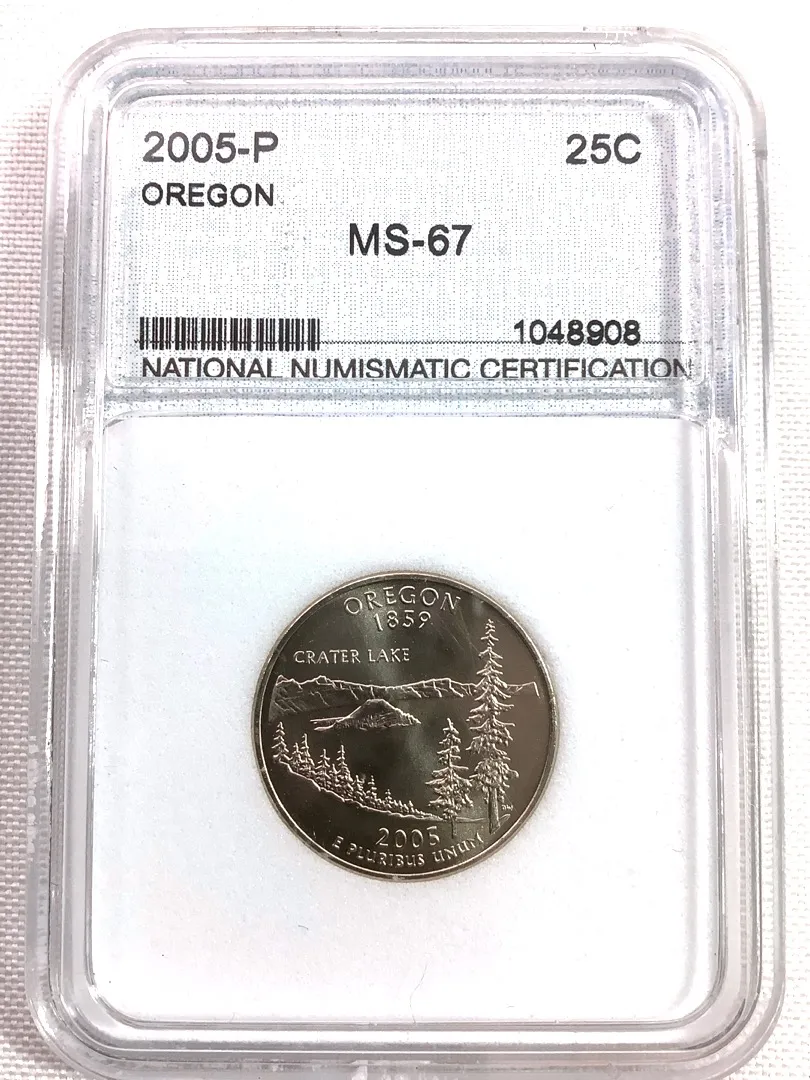 2005-P 25C
OREGON
MS-67
1048908
NATIONAL NUMISMATIC CERTIFICATION
OREGON
1859
CRATER LAKE
2005
E PLURIBUS UNUM